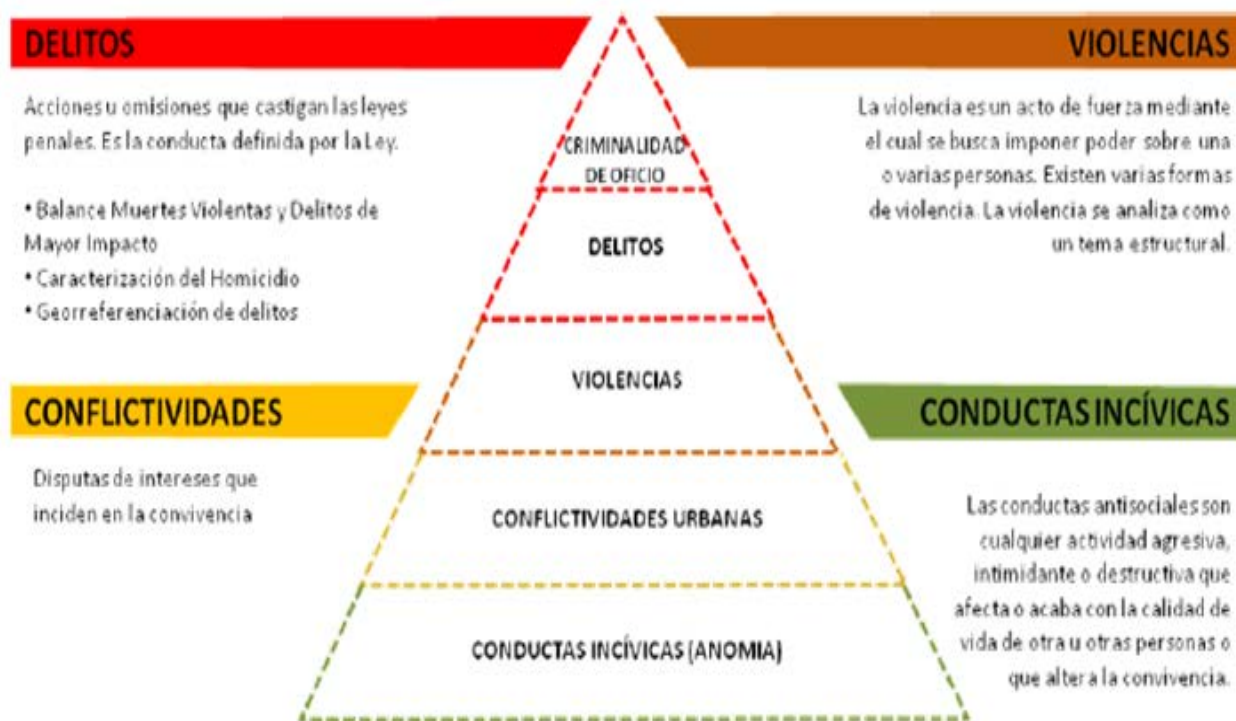 DELITOS
Acciones u omisiones que castigan las leyes
penales. Es la conducta definida por la Ley.
• Balance Muertes Violentas y Delitos de
Mayor Impacto
• Caracterización del Homicidio
• Georreferenciación de delitos
VIOLENCIAS
La violencia es un acto de fuerza mediante
el cual se busca imponer poder sobre una
o varias personas. Existen varias formas
de violencia. La violencia se analiza como
un tema estructural.
CRIMINALIDAD
DE OFICIO
DELITOS
VIOLENCIAS
CONFLICTIVIDADES URBANAS
CONDUCTAS INCÍVICAS (ANOMIA)
CONFLICTIVIDADES
Disputas de intereses que
inciden en la convivencia
CONDUCTAS INCÍVICAS
Las conductas antisociales son
cualquier actividad agresiva,
intimidante o destructiva que
afecta o acaba con la calidad de
vida de otra u otras personas o
que altera la convivencia.